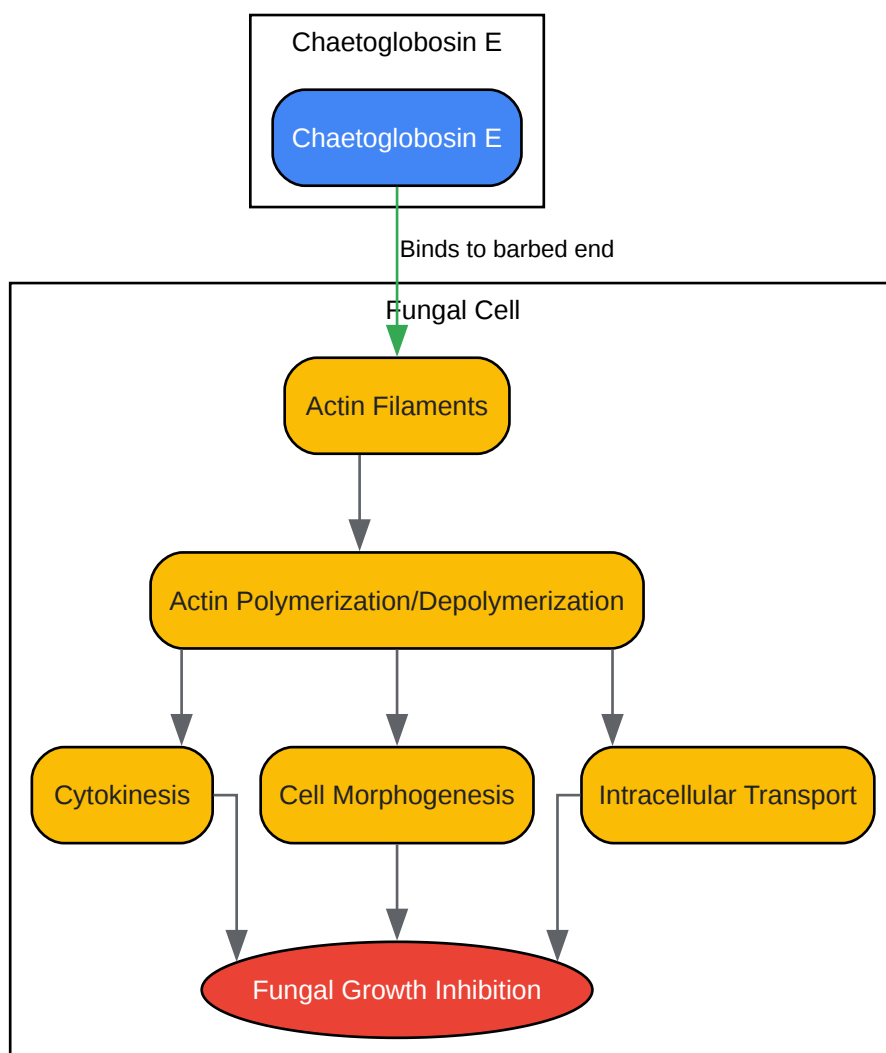 Chaetoglobosin E
Chaetoglobosin E
Binds to barbed end
Fungal Cell
Actin Filaments
Actin Polymerization/Depolymerization
Cytokinesis
Cell Morphogenesis
Intracellular Transport
Fungal Growth Inhibition